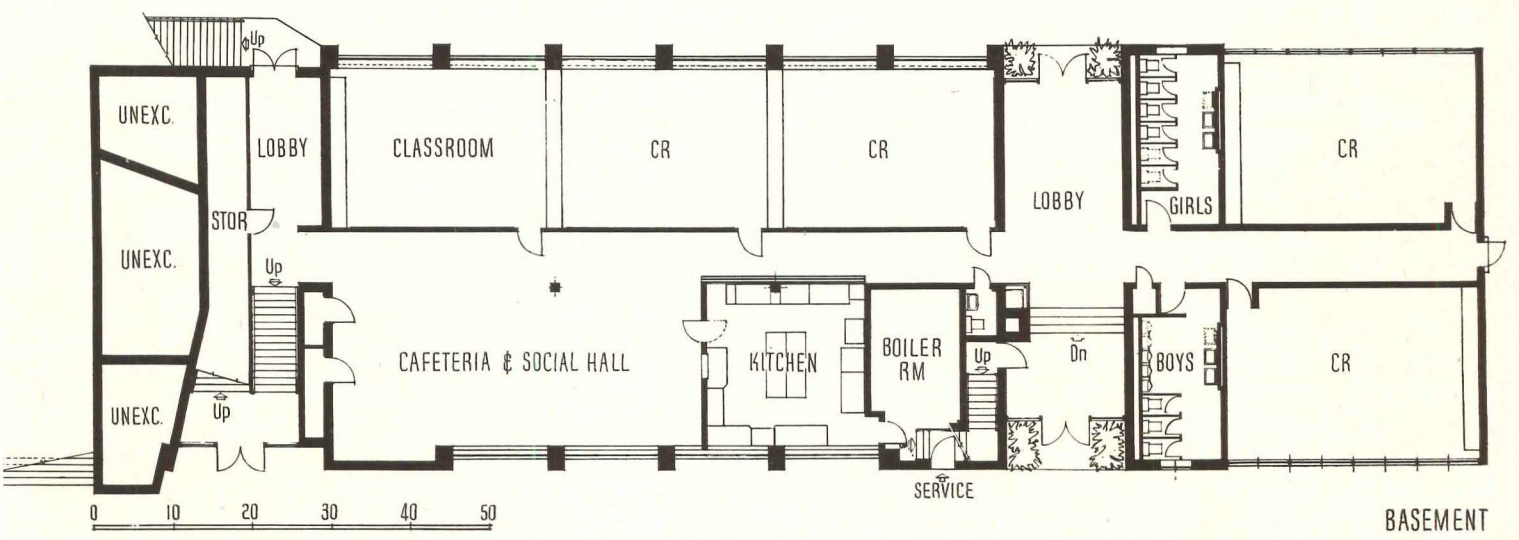 Up
UNEXC.
LOBBY
CLASSROOM
CR
CR
CR
LOBBY
GIRLS
STOR
UNEXC.
Up
CAFETERIA & SOCIAL HALL
KITCHEN
BOILER
RM
Up
Dn
BOYS
CR
UNEXC.
Up
SERVICE
0 10 20 30 40 50
BASEMENT